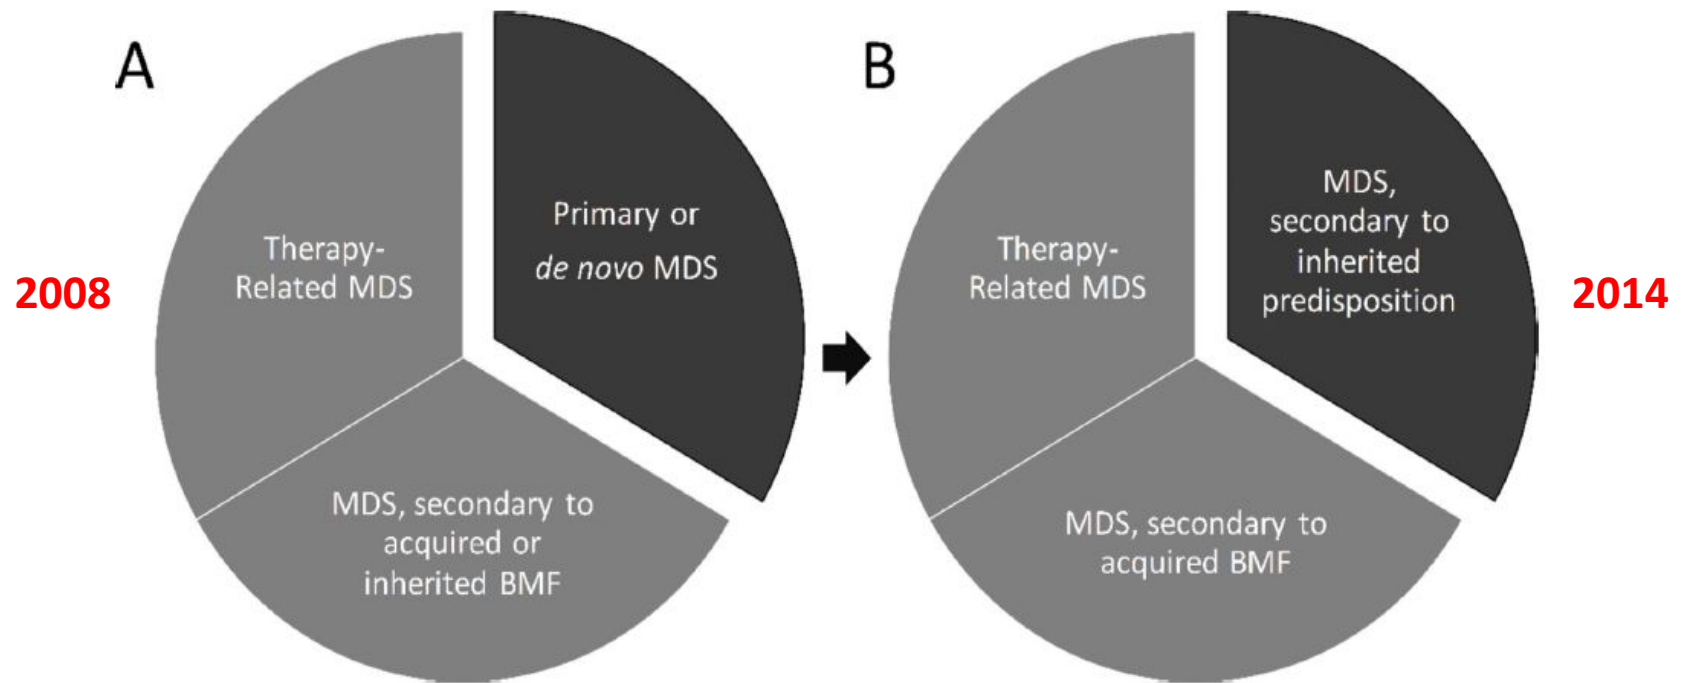 A
B
2008
Therapy-
Related MDS
Primary or
de novo MDS
MDS, secondary to
acquired or
inherited BMF
Therapy-
Related MDS
MDS,
secondary to
inherited
predisposition
MDS, secondary to
acquired BMF
2014